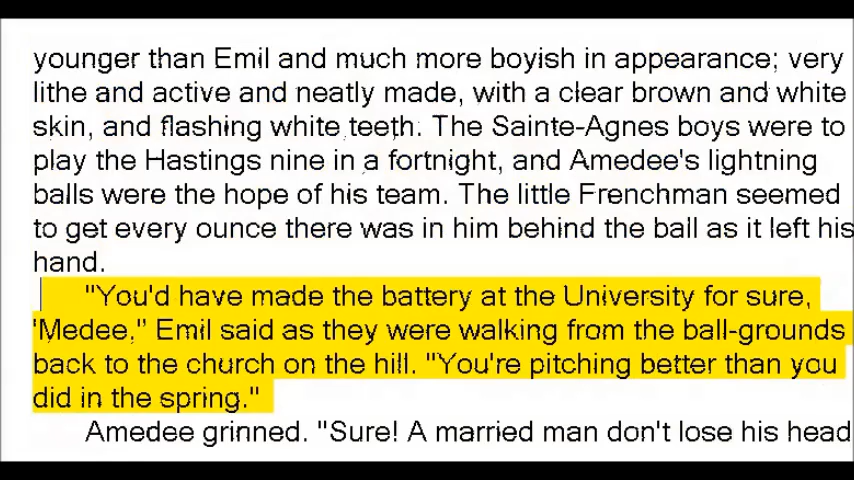 younger than Emil and much more boyish in appearance; very
lithe and active and neatly made, with a clear brown and white
skin, and flashing white teeth. The Sainte-Agnes boys were to
play the Hastings nine in a fortnight, and Amedee's lightning
balls were the hope of his team. The little Frenchman seemed
to get every ounce there was in him behind the ball as it left his
hand.
"You'd have made the battery at the University for sure,
'Medee," Emil said as they were walking from the ball-grounds
back to the church on the hill. "You're pitching better than you
did in the spring."
Amedee grinned. "Sure! A married man don't lose his head